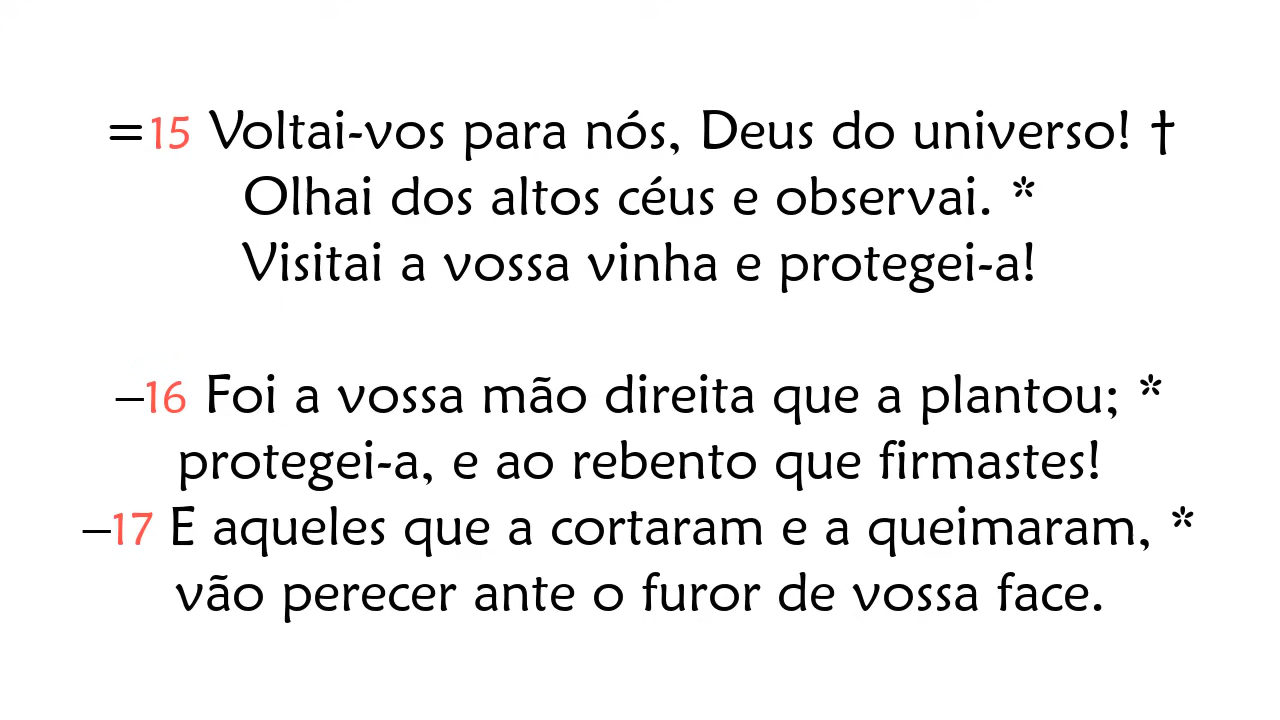 =15 Voltai-vos para nós, Deus do universo! †
Olhai dos altos céus e observai. *
Visitai a vossa vinha e protegei-a!
–16 Foi a vossa mão direita que a plantou; *
protegei-a, e ao rebento que firmastes!
–17 E aqueles que a cortaram e a queimaram, *
vão perecer ante o furor de vossa face.